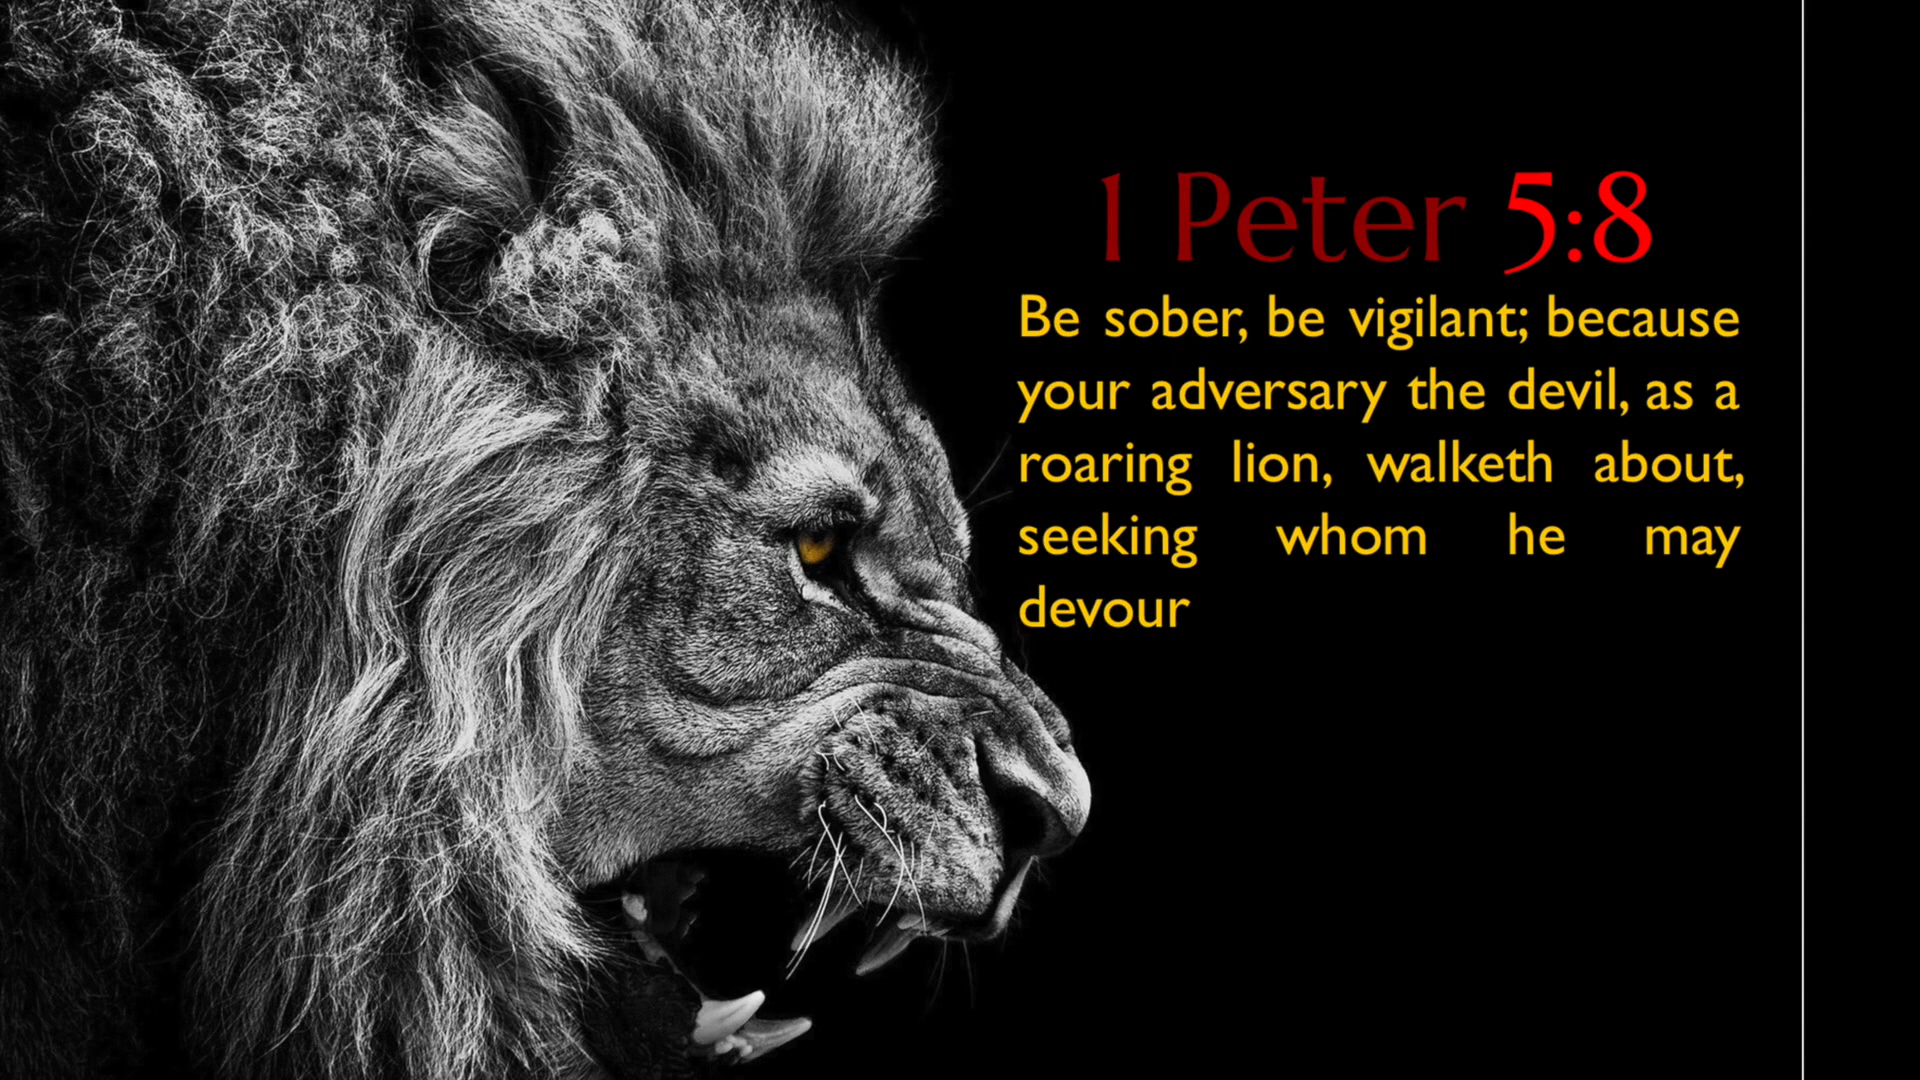 1 Peter 5:8
Be sober, be vigilant; because
your adversary the devil, as a
roaring lion, walketh about,
seeking whom he may
devour